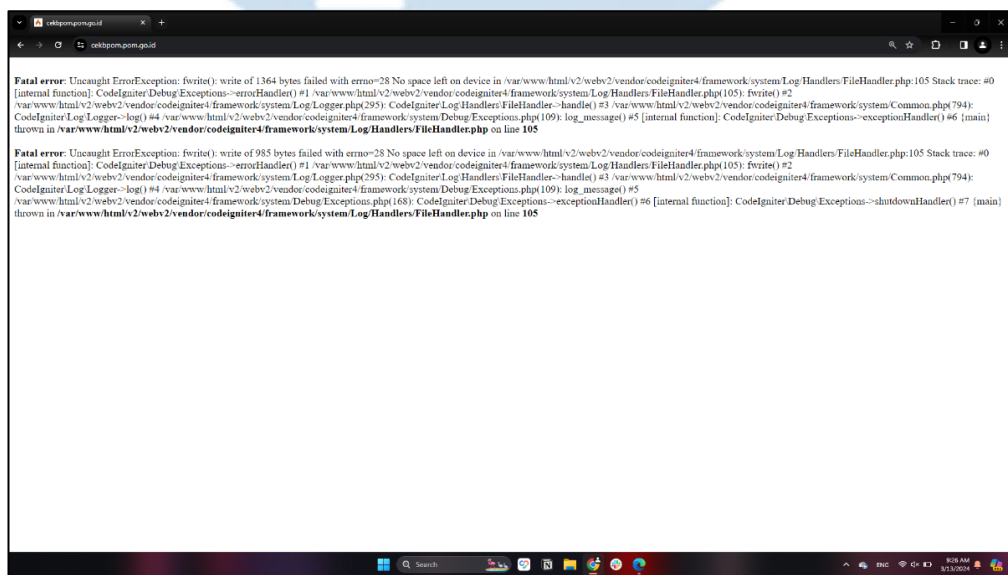 cekbpom.pom.go.id
cekbpom.pom.go.id
Fatal error: Uncaught ErrorException: fwrite(): write of 1364 bytes failed with errno=28 No space left on device in /var/www/html/v2/webv2/vendor/codeigniter4/framework/system/Log/Handlers/FileHandler.php:105 Stack trace: #0
[internal function]: CodeIgniter\Debug\Exceptions->errorHandler() #1 /var/www/html/v2/webv2/vendor/codeigniter4/framework/system/Log/Handlers/FileHandler.php(105): fwrite() #2
/var/www/html/v2/webv2/vendor/codeigniter4/framework/system/Log/Logger.php(295): CodeIgniter\Log\Handlers\FileHandler->handle() #3 /var/www/html/v2/webv2/vendor/codeigniter4/framework/system/Common.php(794):
CodeIgniter\Log\Logger->log() #4 /var/www/html/v2/webv2/vendor/codeigniter4/framework/system/Debug/Exceptions.php(109): log_message() #5 [internal function]: CodeIgniter\Debug\Exceptions->exceptionHandler() #6 {main}
thrown in /var/www/html/v2/webv2/vendor/codeigniter4/framework/system/Log/Handlers/FileHandler.php on line 105
Fatal error: Uncaught ErrorException: fwrite(): write of 985 bytes failed with errno=28 No space left on device in /var/www/html/v2/webv2/vendor/codeigniter4/framework/system/Log/Handlers/FileHandler.php:105 Stack trace: #0
[internal function]: CodeIgniter\Debug\Exceptions->errorHandler() #1 /var/www/html/v2/webv2/vendor/codeigniter4/framework/system/Log/Handlers/FileHandler.php(105): fwrite() #2
/var/www/html/v2/webv2/vendor/codeigniter4/framework/system/Log/Logger.php(295): CodeIgniter\Log\Handlers\FileHandler->handle() #3 /var/www/html/v2/webv2/vendor/codeigniter4/framework/system/Common.php(794):
CodeIgniter\Log\Logger->log() #4 /var/www/html/v2/webv2/vendor/codeigniter4/framework/system/Debug/Exceptions.php(109): log_message() #5
/var/www/html/v2/webv2/vendor/codeigniter4/framework/system/Debug/Exceptions.php(168): CodeIgniter\Debug\Exceptions->exceptionHandler() #6 [internal function]: CodeIgniter\Debug\Exceptions->shutdownHandler() #7 {main}
thrown in /var/www/html/v2/webv2/vendor/codeigniter4/framework/system/Log/Handlers/FileHandler.php on line 105
Search
ENG
9:26 AM
3/13/2024